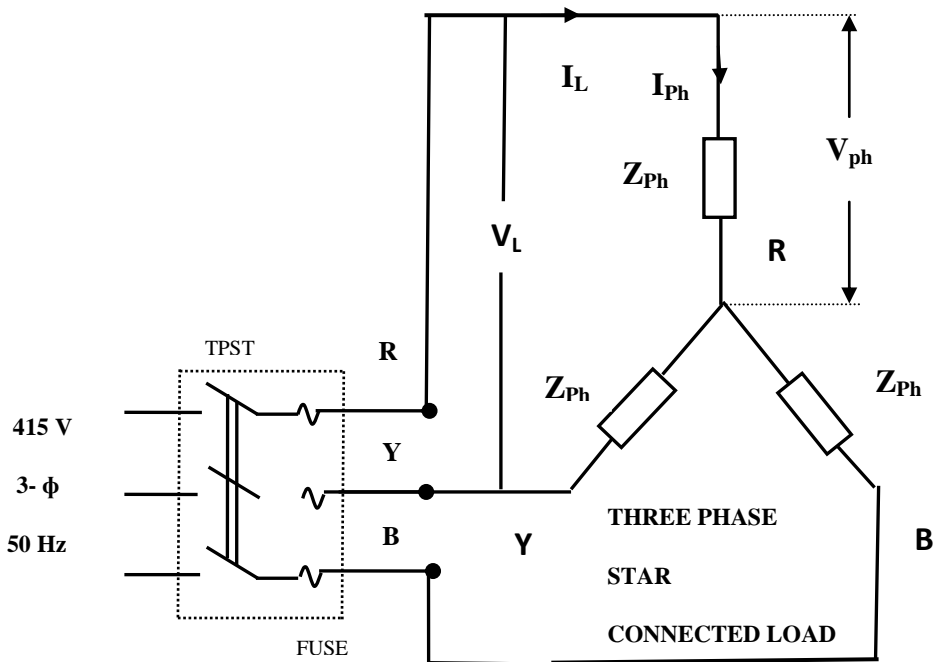 I_L
I_Ph
V_ph
Z_Ph
V_L
R
TPST
R
Z_Ph
Z_Ph
415 V
Y
3- ϕ
THREE PHASE
50 Hz
B
Y
B
STAR
FUSE
CONNECTED LOAD